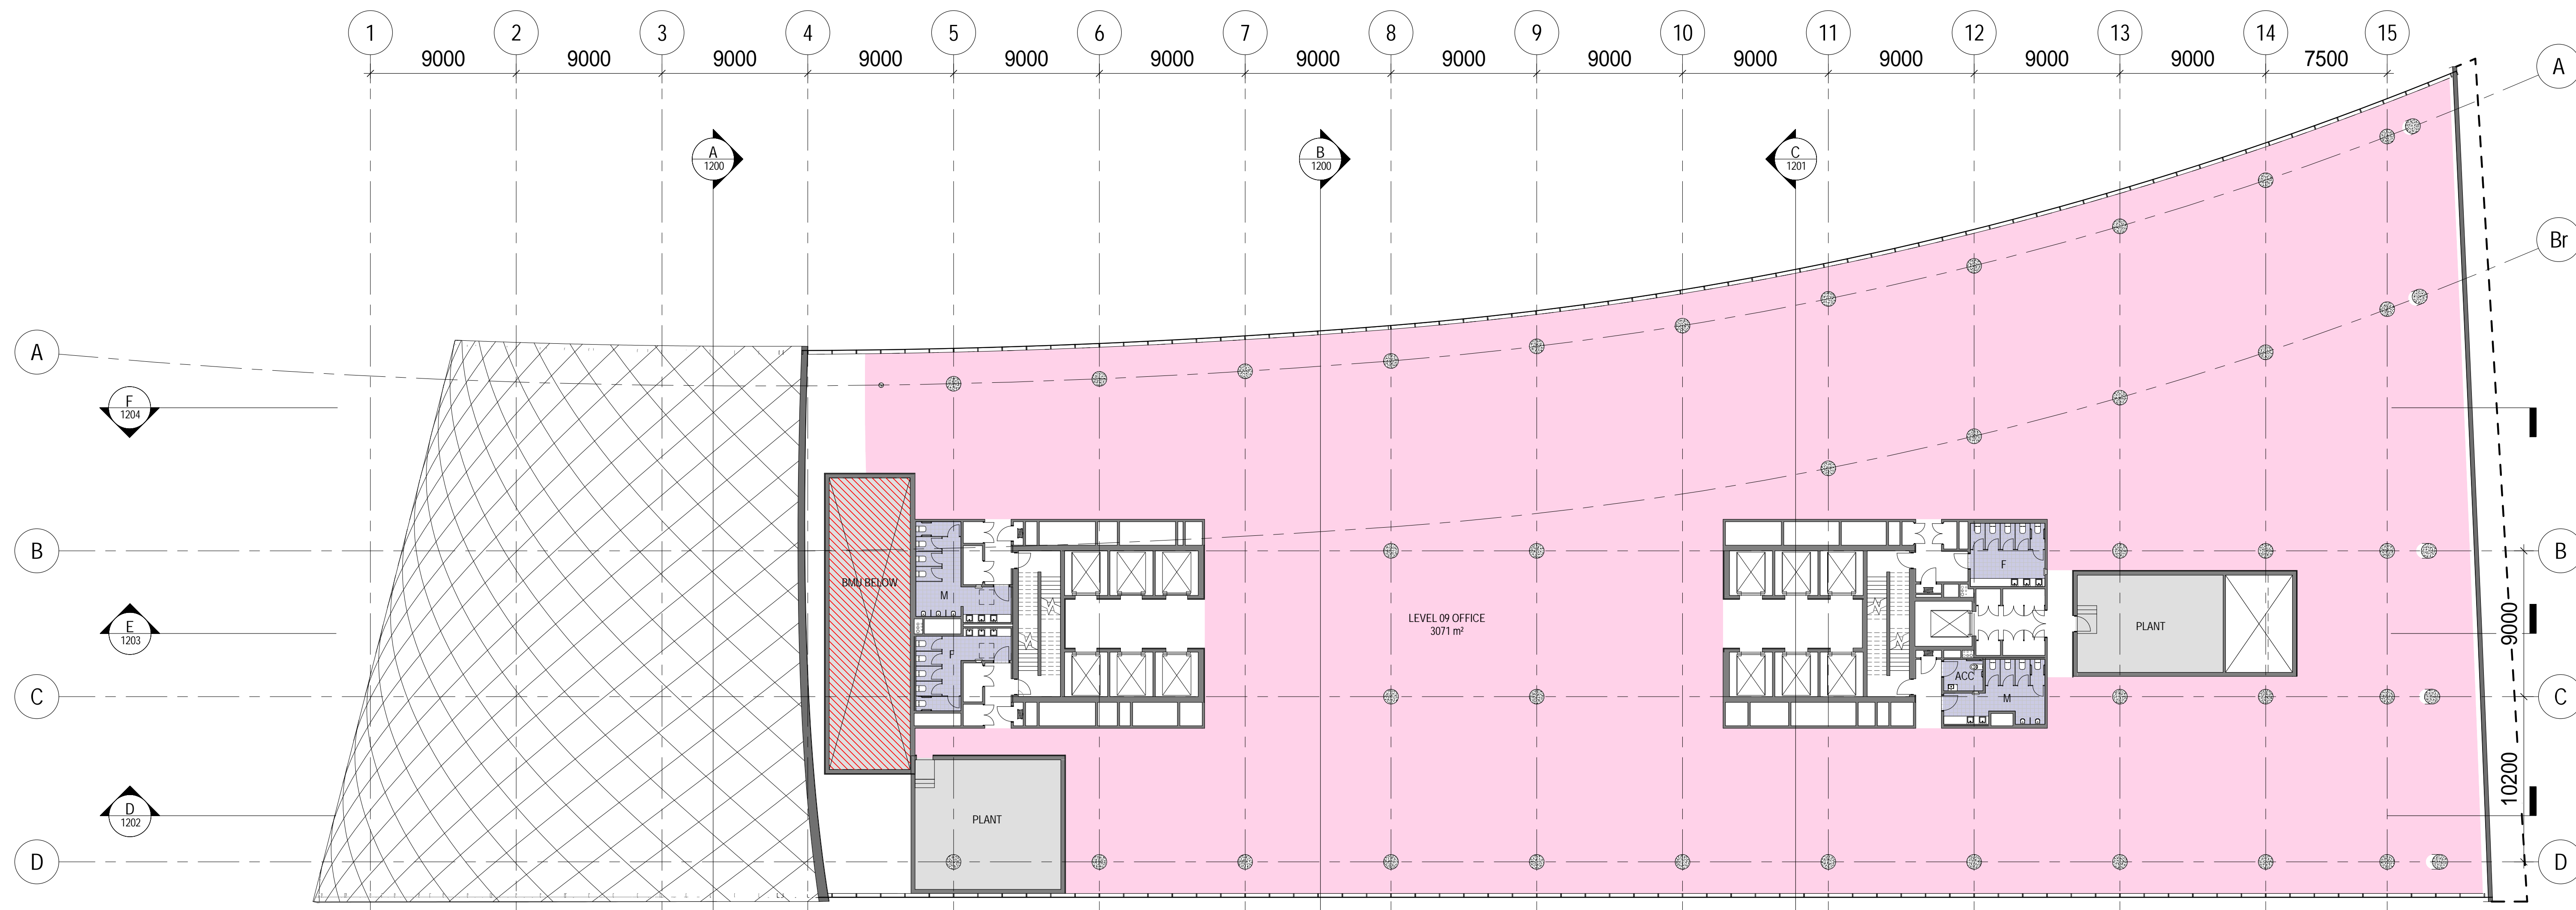 1 2 3 4 5 6 7 8 9 10 11 12 13 14 15
9000 9000 9000 9000 9000 9000 9000 9000 9000 9000 9000 9000 9000 7500
A
A
1200
B
1200
C
1201
Br
A
F
1204
B
B
BMU BELOW
M
F
E
1203
LEVEL 09 OFFICE
3071 m²
F
PLANT
9000
F
ACC
M
C
C
D
1202
PLANT
10200
D
D